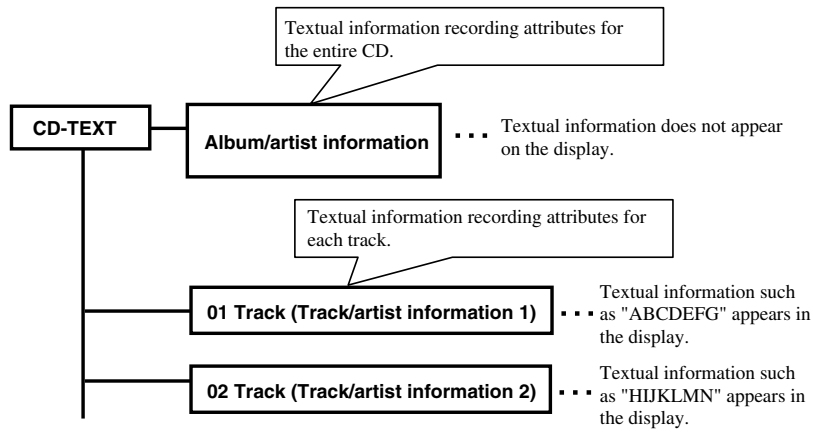 Textual information recording attributes for
the entire CD.
CD-TEXT
Album/artist information
Textual information does not appear
on the display.
Textual information recording attributes for
each track.
01 Track (Track/artist information 1)
Textual information such
as "ABCDEFG" appears in
the display.
02 Track (Track/artist information 2)
Textual information such
as "HIJKLMN" appears in
the display.